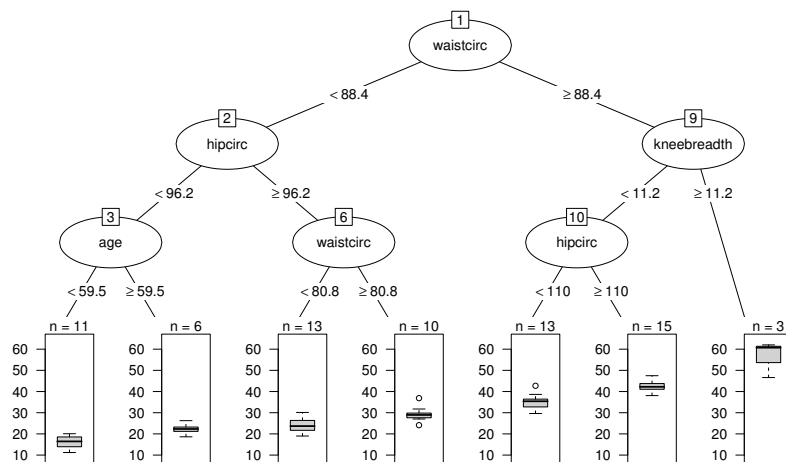 1
waistcirc
< 88.4
≥ 88.4
2
hipcirc
9
kneebreadth
< 96.2
≥ 96.2
< 11.2
≥ 11.2
3
age
6
waistcirc
10
hipcirc
< 59.5
≥ 59.5
< 80.8
≥ 80.8
< 110
≥ 110
n = 11
n = 6
n = 13
n = 10
n = 13
n = 15
n = 3
60 60 60 60 60 60 60
50 50 50 50 50 50 50
40 40 40 40 40 40 40
30 30 30 30 30 30 30
20 20 20 20 20 20 20
10 10 10 10 10 10 10